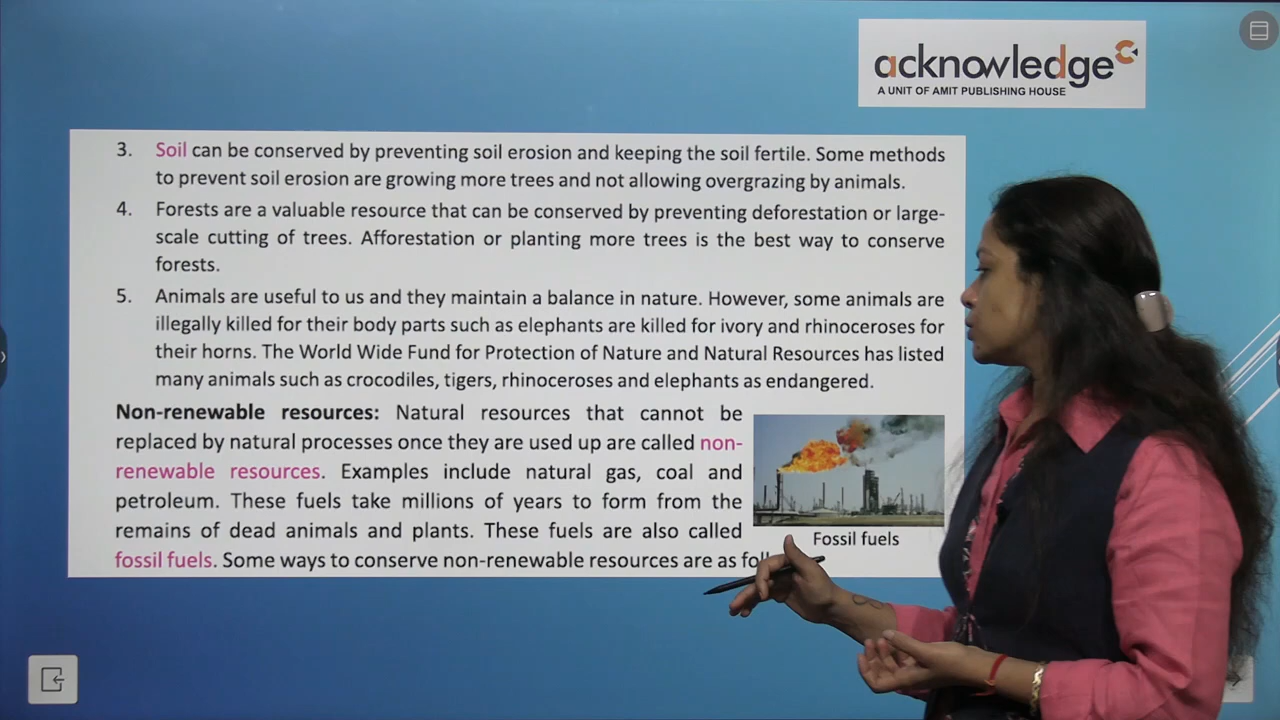 acknowledge
A UNIT OF AMIT PUBLISHING HOUSE
3. Soil can be conserved by preventing soil erosion and keeping the soil fertile. Some methods
to prevent soil erosion are growing more trees and not allowing overgrazing by animals.
4. Forests are a valuable resource that can be conserved by preventing deforestation or large-
scale cutting of trees. Afforestation or planting more trees is the best way to conserve
forests.
5. Animals are useful to us and they maintain a balance in nature. However, some animals are
illegally killed for their body parts such as elephants are killed for ivory and rhinoceroses for
their horns. The World Wide Fund for Protection of Nature and Natural Resources has listed
many animals such as crocodiles, tigers, rhinoceroses and elephants as endangered.
Non-renewable resources: Natural resources that cannot be
replaced by natural processes once they are used up are called non-
renewable resources. Examples include natural gas, coal and
petroleum. These fuels take millions of years to form from the
remains of dead animals and plants. These fuels are also called
fossil fuels. Some ways to conserve non-renewable resources are as
Fossil fuels